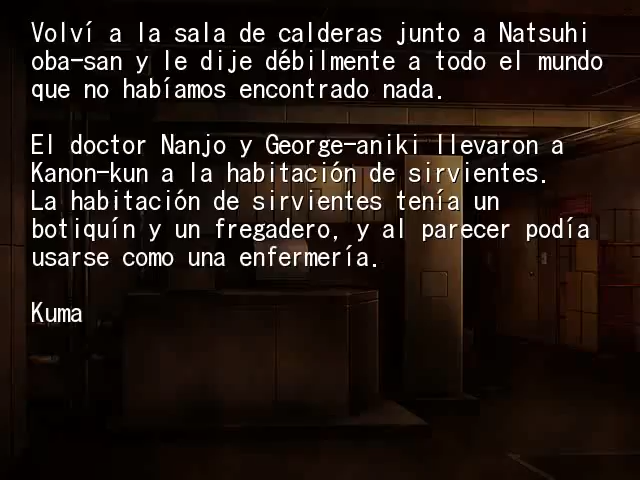 Volví a la sala de calderas junto a Natsuhi
oba-san y le dije débilmente a todo el mundo
que no habíamos encontrado nada.
El doctor Nanjo y George-aniki llevaron a
Kanon-kun a la habitación de sirvientes.
La habitación de sirvientes tenía un
botiquín y un fregadero, y al parecer podía
usarse como una enfermería.
Kuma